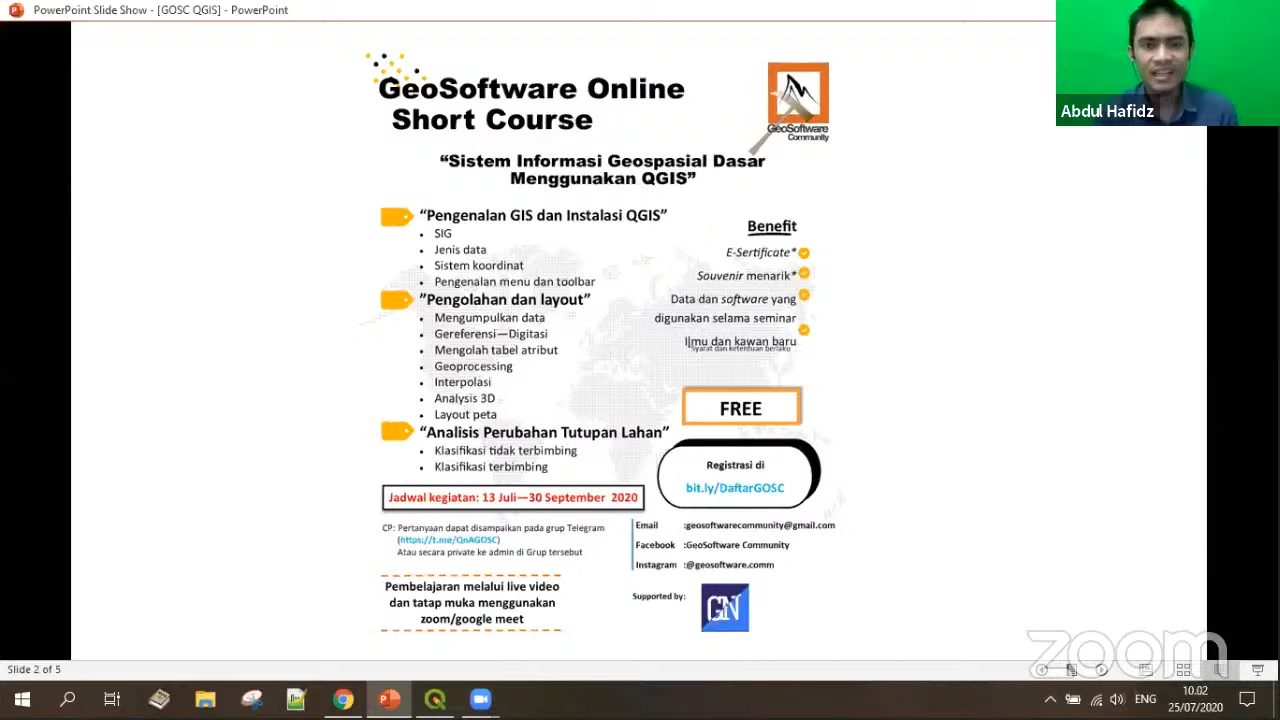 PowerPoint Slide Show - [GOSC QGIS] - PowerPoint
Abdul Hafidz
GeoSoftware Online
Short Course
GeoSoftware
Community
“Sistem Informasi Geospasial Dasar
Menggunakan QGIS”
“Pengenalan GIS dan Instalasi QGIS”
• SIG
• Jenis data
• Sistem koordinat
• Pengenalan menu dan toolbar
”Pengolahan dan layout”
• Mengumpulkan data
• Gereferensi—Digitasi
• Mengolah tabel atribut
• Geoprocessing
• Interpolasi
• Analysis 3D
• Layout peta
“Analisis Perubahan Tutupan Lahan”
• Klasifikasi tidak terbimbing
• Klasifikasi terbimbing
Jadwal kegiatan: 13 Juli—30 September 2020
CP: Pertanyaan dapat disampaikan pada grup Telegram
(https://t.me/QnAGOSC)
Atau secara private ke admin di Grup tersebut
Pembelajaran melalui live video
dan tatap muka menggunakan
zoom/google meet
Benefit
E-Sertificate*
Souvenir menarik*
Data dan software yang
digunakan selama seminar
Ilmu dan kawan baru
*Syarat dan ketentuan berlaku
FREE
Registrasi di
bit.ly/DaftarGOSC
Email :geosoftwarecommunity@gmail.com
Facebook :GeoSoftware Community
Instagram :@geosoftware.comm
Supported by:
GN
zoom
Slide 2 of 5
ENG
10.02
25/07/2020